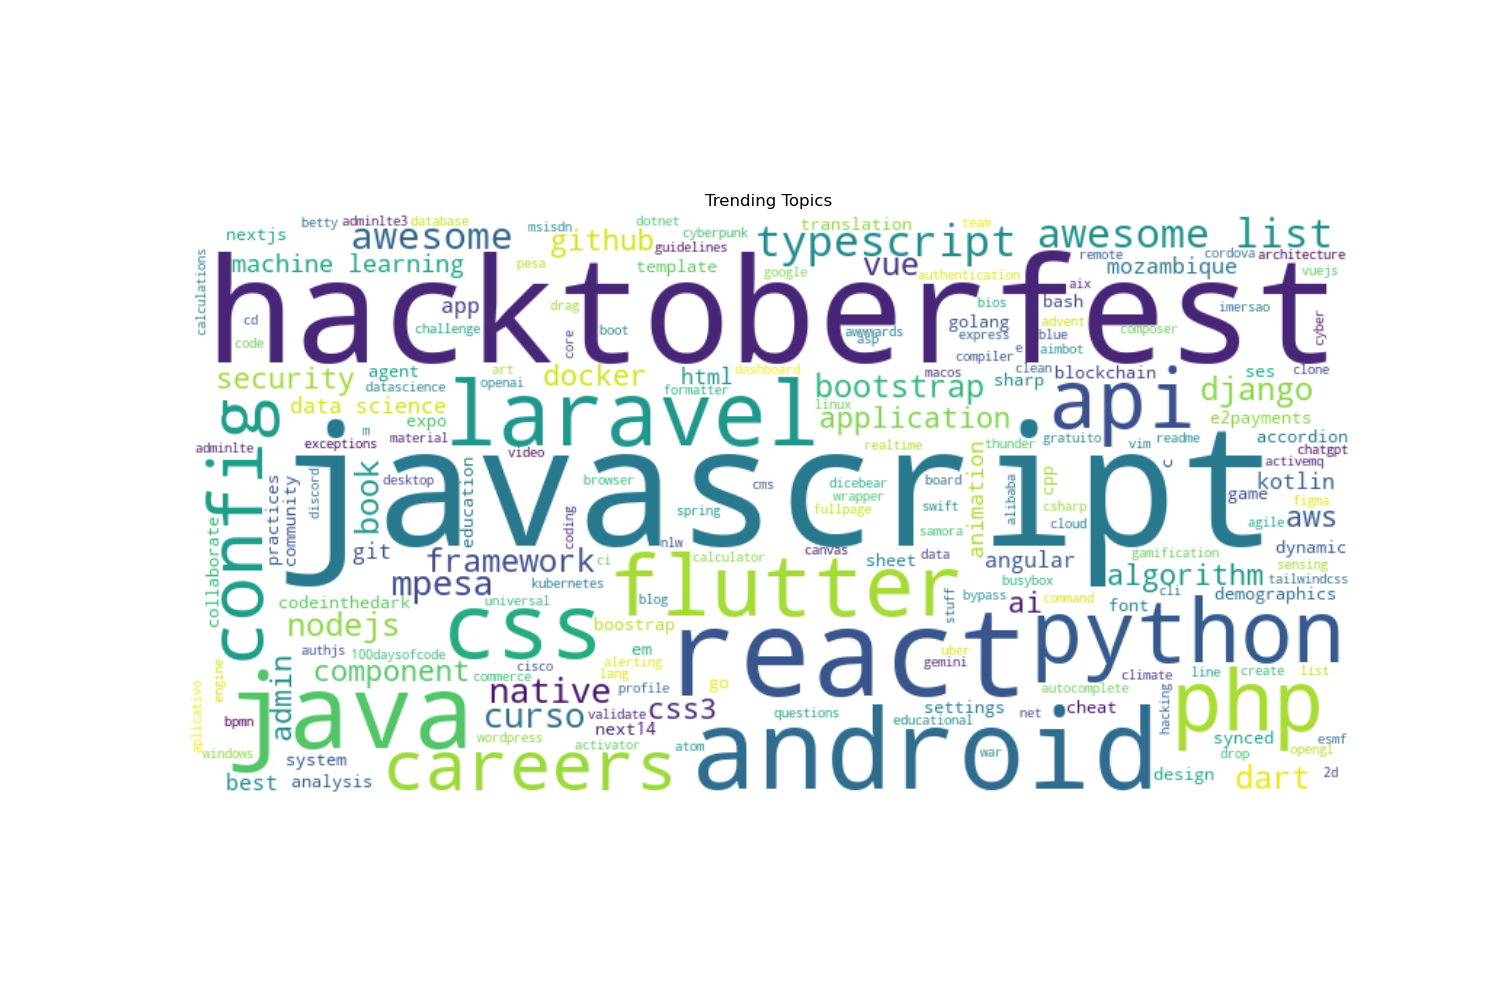 Trending Topics
betty
adminlte3
database
msisdn
dotnet
cyberpunk
translation
team
nextjs
awesome
github
guidelines
typescript
awesome list
calculations
machine learning
pesa
template
google
vue
authentication
remote
cordova
architecture
mozambique
vuejs
hacktoberfest
app
drag
aix
bios
bash
imersao
cd
challenge
core
boot
awwwards
asp
golang
express
blue
advent
composer
cyber
code
compiler
e
aimbot
security
agent
datascience
art
openai
docker
html
formatter
dashboard
macos
clean
sharp
blockchain
ses
clone
bootstrap
api
django
config
data science
expo
laravel
linux
application
e2payments
adminlte
exceptions
m
material
video
realtime
thunder
gratuito
vim
readme
accordion
chatgpt
activemq
javascript
practices
community
discord
book
desktop
education
browser
cms
dicebear
wrapper
fullpage
board
animation
alibaba
cpp
c
game
kotlin
figma
spring
swift
csharp
agile
aws
collaborate
git
coding
samora
cloud
framework
ci
nlw
calculator
canvas
sheet
data
angular
gamification
dynamic
sensing
mpesa
kubernetes
flutter
busybox
algorithm
tailwindcss
codeinthedark
universal
blog
stuff
bypass
ai
command
font
cli
demographics
nodejs
css
boostrap
authjs
100daysofcode
em
react
uber
gemini
python
engine
component
cisco
commerce
alerting
lang
climate
line
create
list
aplicativo
admin
java
native
profile
go
autocomplete
hacking
php
bpmn
curso
validate
css3
questions
settings
educational
net
cheat
next14
windows
wordpress
activator
atom
android
war
synced
esmf
drop
opengl
system
careers
best
analysis
design
dart
2d